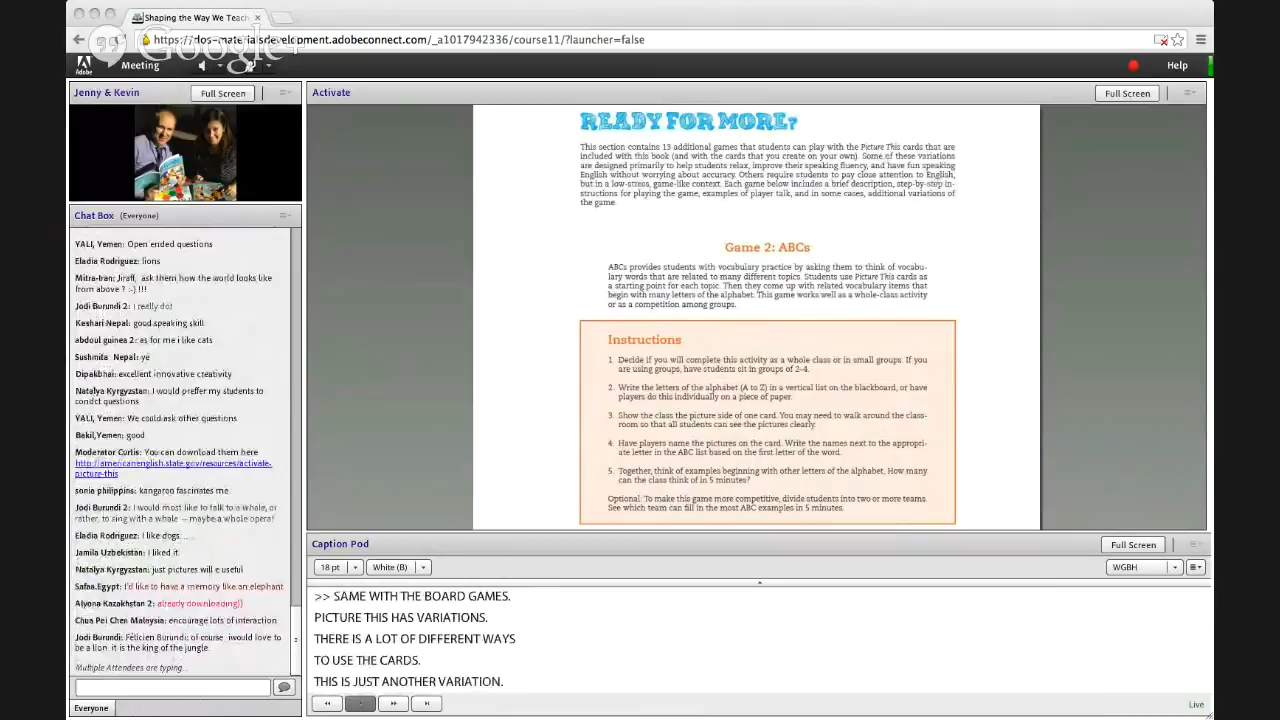 Shaping the Way We Teach
Google+
https://dos-materialsdevelopment.adobeconnect.com/_a1017942336/course11/?launcher=false
Adobe
Meeting
Help
Jenny & Kevin
Full Screen
Chat Box (Everyone)
YALI, Yemen: Open ended questions
Eladia Rodriguez: lions
Mitra-Iran: Jiraff, ask them how the world looks like
from above ? :-) !!!
Jodi Burundi 2: I really do!
Keshari Nepal: good speaking skill
abdoul guinea 2: as for me i like cats
Sushmita Nepal: ye
Dipakbhai: excellent innovative creativity
Natalya Kyrgyzstan: I would preffer my students to
condct questions
YALI, Yemen: We could ask other questions
Bakil,Yemen: good
Moderator Curtis: You can download them here
http://americanenglish.state.gov/resources/activate-
picture-this
sonia philippins: kangaroo fascinates me
Jodi Burundi 2: I would most like to talk to a whale, or
rather, to sing with a whale -- maybe a whole opera!
Eladia Rodriguez: I like dogs....
Jamila Uzbekistan: I liked it
Natalya Kyrgyzstan: just pictures will e useful
Safaa.Egypt: I'd like to have a memory like an elephant
Alyona Kazakhstan 2: already downloading))
Chua Pei Chen Malaysia: encourage lots of interaction
Jodi Burundi: Félicien Burundi: of course iwould love to
be a lion. it is the king of the jungle.
Multiple Attendees are typing...
Everyone
Activate
Full Screen
READY FOR MORE?
This section contains 13 additional games that students can play with the Picture This cards that are
included with this book (and with the cards that you create on your own). Some of these variations
are designed primarily to help students relax, improve their speaking fluency, and have fun speaking
English without worrying about accuracy. Others require students to pay close attention to English,
but in a low-stress, game-like context. Each game below includes a brief description, step-by-step in-
structions for playing the game, examples of player talk, and in some cases, additional variations of
the game.
Game 2: ABCs
ABCs provides students with vocabulary practice by asking them to think of vocabu-
lary words that are related to many different topics. Students use Picture This cards as
a starting point for each topic. Then they come up with related vocabulary items that
begin with many letters of the alphabet. This game works well as a whole-class activity
or as a competition among groups.
Instructions
1. Decide if you will complete this activity as a whole class or in small groups. If you
are using groups, have students sit in groups of 2-4.
2. Write the letters of the alphabet (A to Z) in a vertical list on the blackboard, or have
players do this individually on a piece of paper.
3. Show the class the picture side of one card. You may need to walk around the class-
room so that all students can see the pictures clearly.
4. Have players name the pictures on the card. Write the names next to the appropri-
ate letter in the ABC list based on the first letter of the word.
5. Together, think of examples beginning with other letters of the alphabet. How many
can the class think of in 5 minutes?
Optional: To make this game more competitive, divide students into two or more teams.
See which team can fill in the most ABC examples in 5 minutes.
Caption Pod
Full Screen
18 pt
White (B)
WGBH
>> SAME WITH THE BOARD GAMES.
PICTURE THIS HAS VARIATIONS.
THERE IS A LOT OF DIFFERENT WAYS
TO USE THE CARDS.
THIS IS JUST ANOTHER VARIATION.
Live